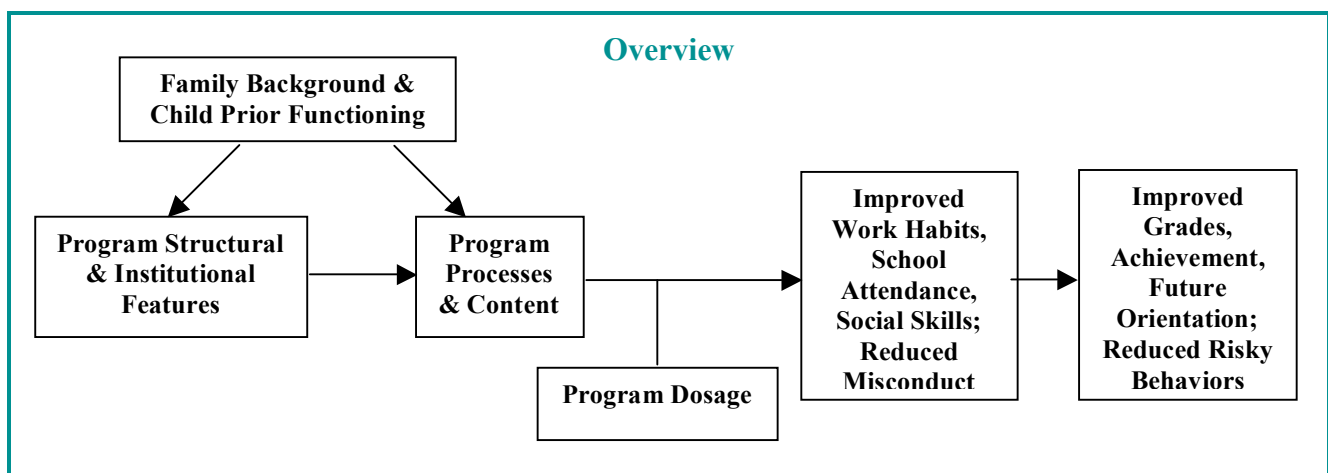 Overview
Family Background &
Child Prior Functioning
Program Structural
& Institutional
Features
Program
Processes
& Content
Program Dosage
Improved
Work Habits,
School
Attendance,
Social Skills;
Reduced
Misconduct
Improved
Grades,
Achievement,
Future
Orientation;
Reduced Risky
Behaviors